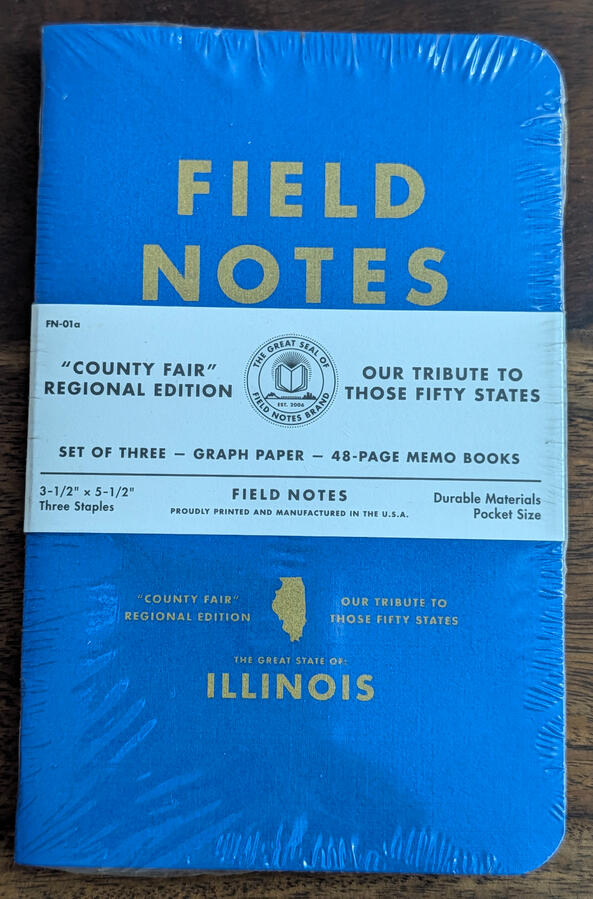 FIELD
NOTES
FN-01a
"COUNTY FAIR"
REGIONAL EDITION
THE GREAT SEAL OF
FIELD NOTES BRAND
EST. 2006
OUR TRIBUTE TO
THOSE FIFTY STATES
SET OF THREE — GRAPH PAPER — 48-PAGE MEMO BOOKS
3-1/2" × 5-1/2"
Three Staples
FIELD NOTES
PROUDLY PRINTED AND MANUFACTURED IN THE U.S.A.
Durable Materials
Pocket Size
"COUNTY FAIR"
REGIONAL EDITION
OUR TRIBUTE TO
THOSE FIFTY STATES
THE GREAT STATE OF:
ILLINOIS